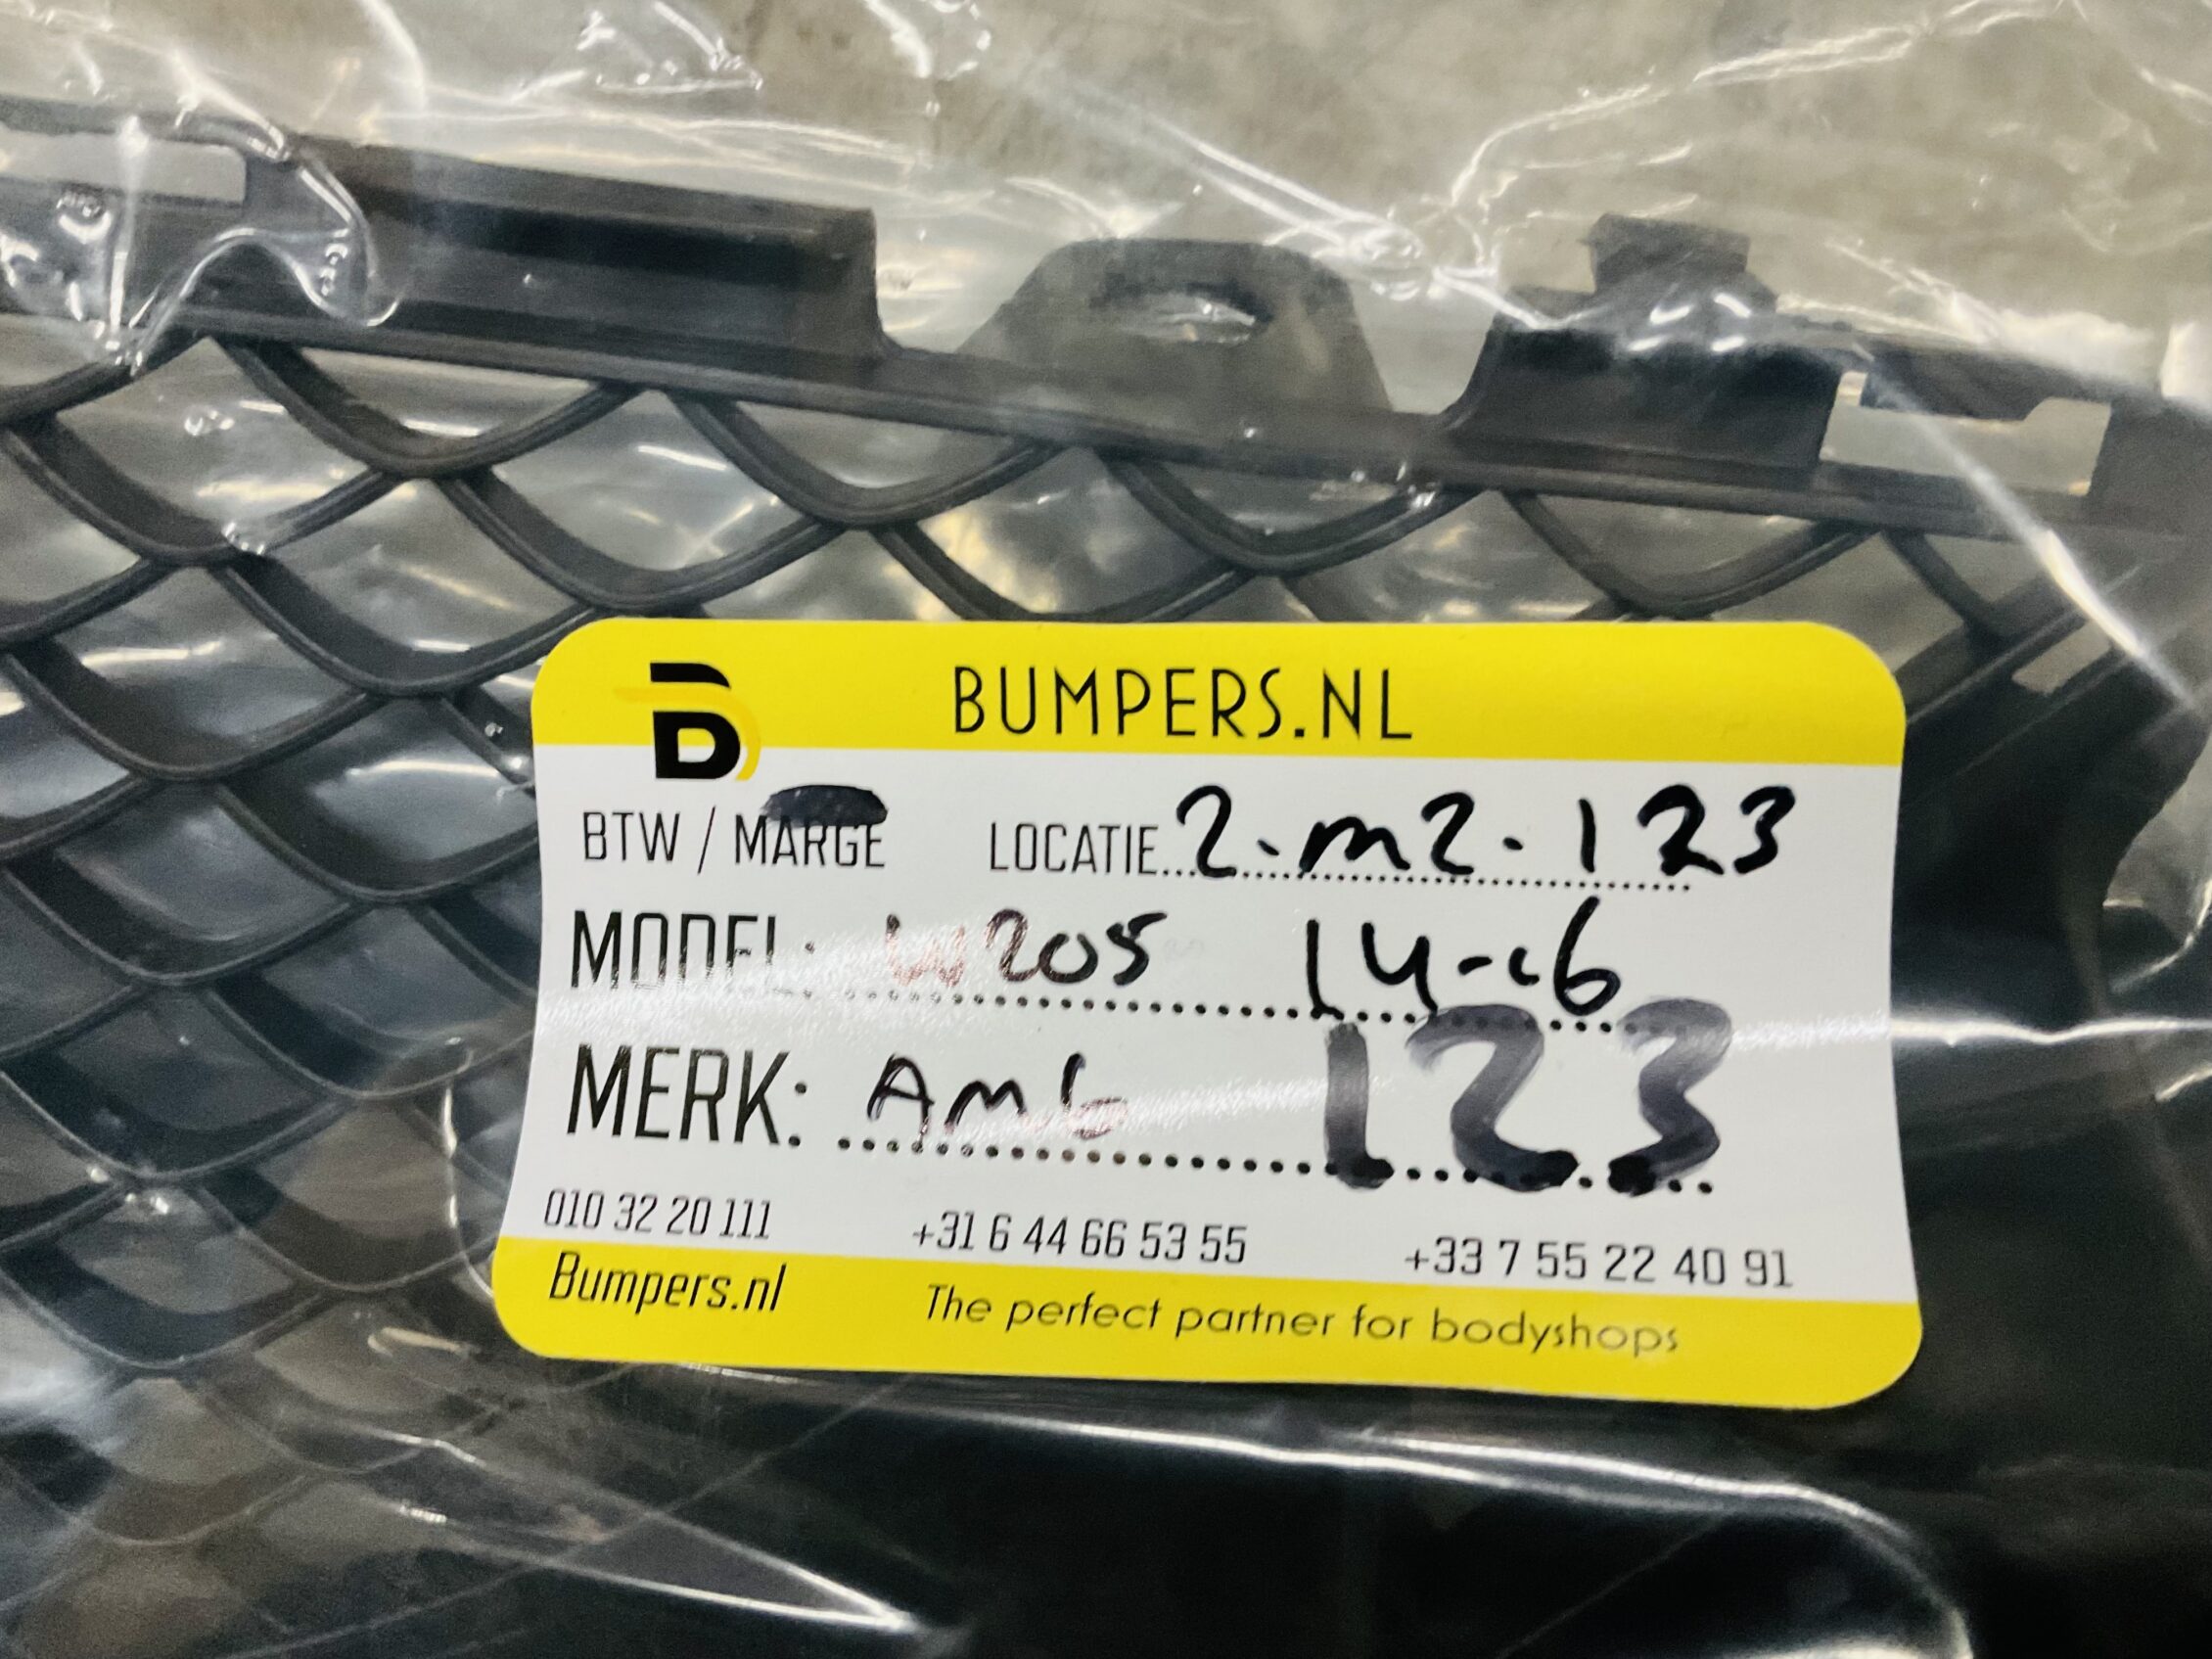 B BUMPERS.NL
BTW / MARGE LOCATIE 2.m2.123
MODEL: W205 14-
MERK: AMG 123
010 32 20 111 +31 6 44 66 53 55 +33 7 55 22 40 91
Bumpers.nl The perfect partner for bodyshops